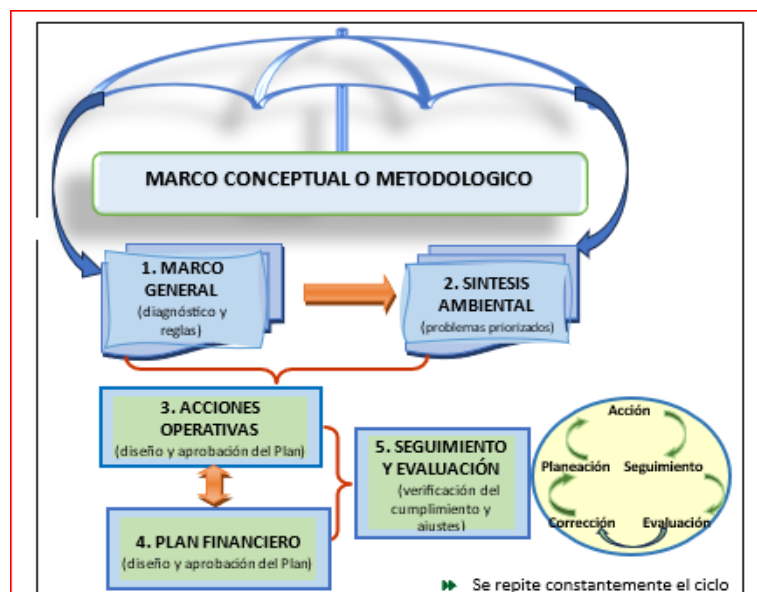 MARCO CONCEPTUAL O METODOLOGICO
1. MARCO
GENERAL
(diagnóstico y
reglas)
2. SINTESIS
AMBIENTAL
(problemas priorizados)
3. ACCIONES
OPERATIVAS
(diseño y aprobación del Plan)
4. PLAN FINANCIERO
(diseño y aprobación del Plan)
5. SEGUIMIENTO
Y EVALUACIÓN
(verificación del
cumplimiento y
ajustes)
Acción
Planeación
Seguimiento
Corrección
Evaluación
Se repite constantemente el ciclo